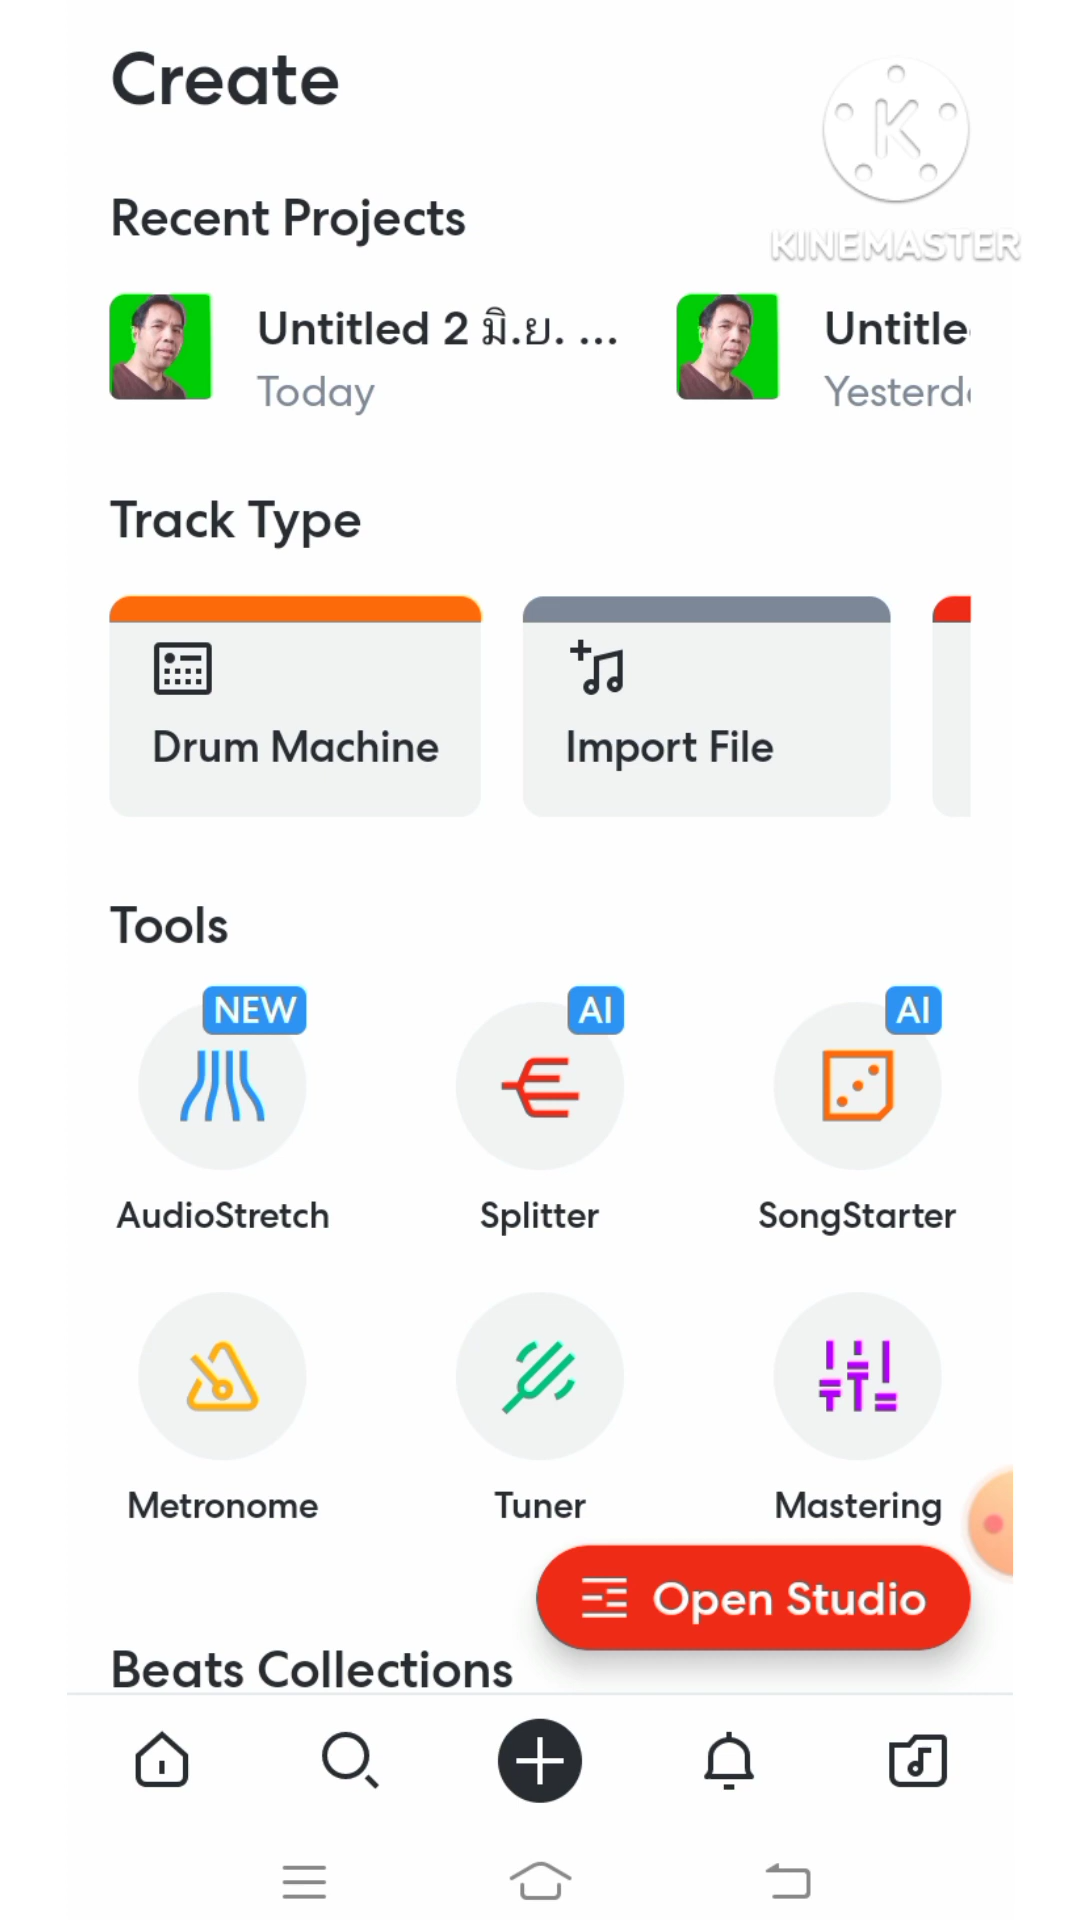 Create
KINEMASTER
Recent Projects
Untitled 2 มิ.ย. ...
Today
Untitle
Yesterd
Track Type
Drum Machine
Import File
Tools
NEW
AI
AI
AudioStretch
Splitter
SongStarter
Metronome
Tuner
Mastering
Open Studio
Beats Collections